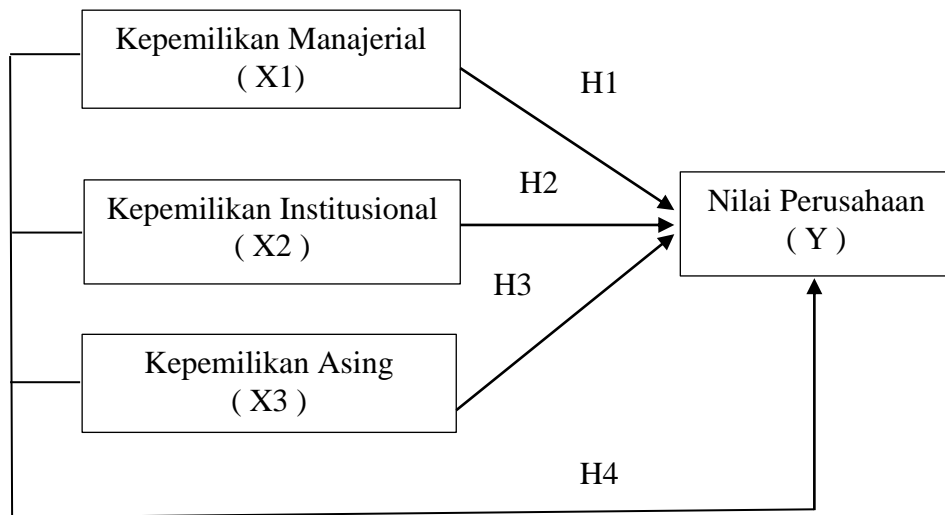 Kepemilikan Manajerial
( X1)
H1
Kepemilikan Institusional
( X2 )
H2
Nilai Perusahaan
( Y )
H3
Kepemilikan Asing
( X3 )
H4